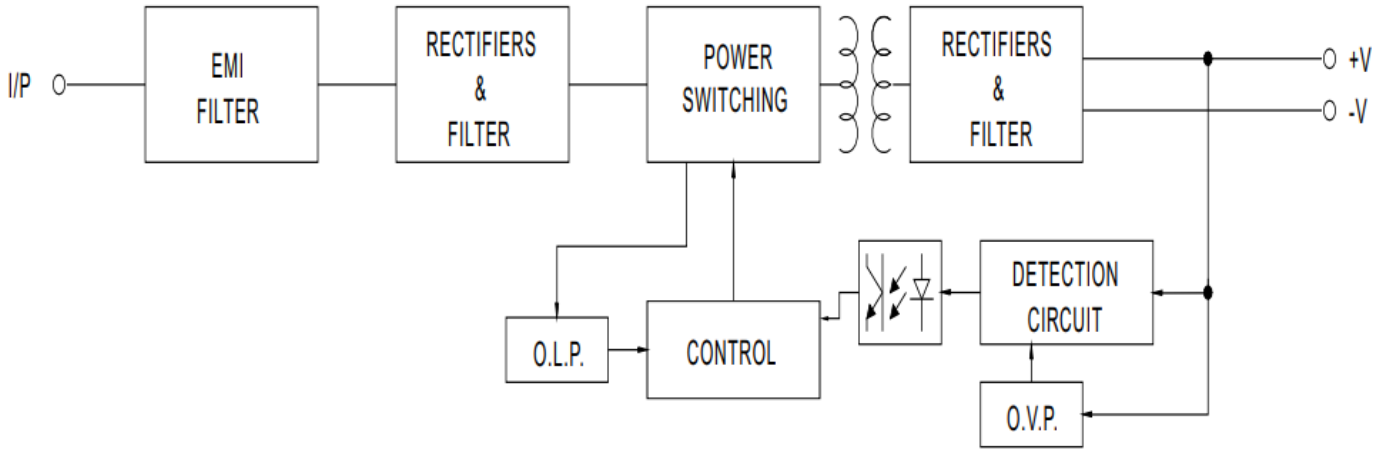 I/P
EMI
FILTER
RECTIFIERS
&
FILTER
POWER
SWITCHING
RECTIFIERS
&
FILTER
+V
-V
O.L.P.
CONTROL
DETECTION
CIRCUIT
O.V.P.